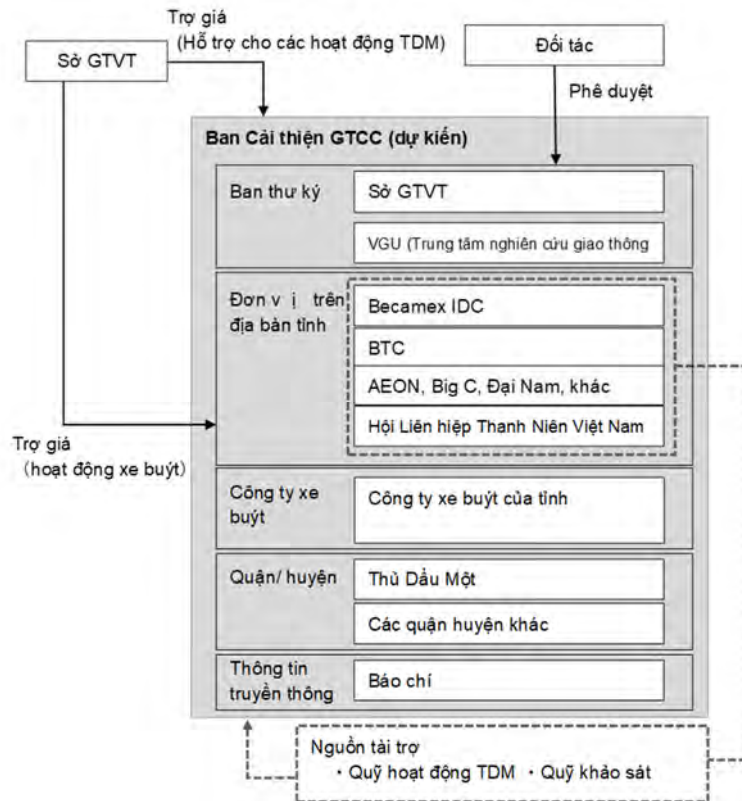 Trợ giá
(Hỗ trợ cho các hoạt động TDM)
Sở GTVT
Đối tác
Phê duyệt
Ban Cải thiện GTCC (dự kiến)
Ban thư ký
Sở GTVT
VGU (Trung tâm nghiên cứu giao thông
Đơn v ị trên
địa bàn tỉnh
Becamex IDC
BTC
AEON, Big C, Đại Nam, khác
Hội Liên hiệp Thanh Niên Việt Nam
Trợ giá
(hoạt động xe buýt)
Công ty xe
buýt
Công ty xe buýt của tỉnh
Quận/ huyện
Thủ Dầu Một
Các quận huyện khác
Thông tin
truyền thông
Báo chí
Nguồn tài trợ
・Quỹ hoạt động TDM ・Quỹ khảo sát